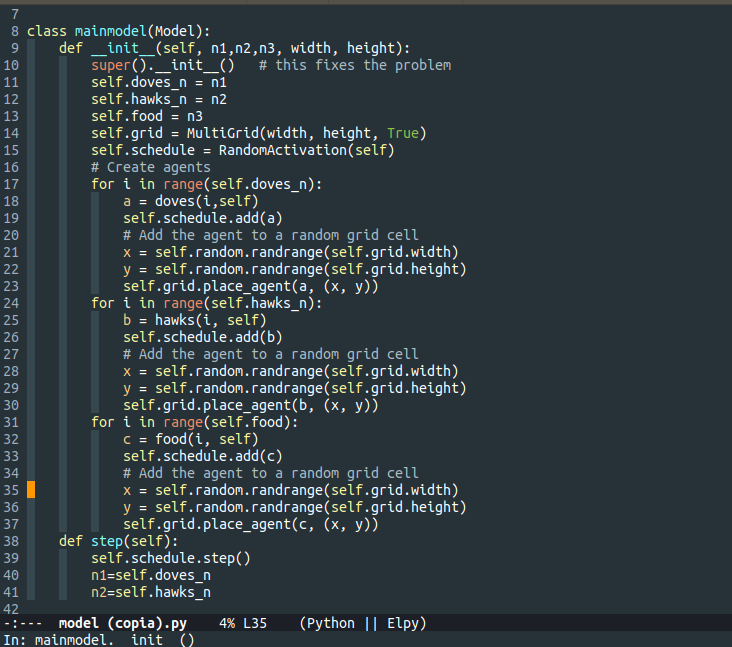 7
8 class mainmodel(Model):
9     def __init__(self, n1,n2,n3, width, height):
10         super().__init__()   # this fixes the problem
11         self.doves_n = n1
12         self.hawks_n = n2
13         self.food = n3
14         self.grid = MultiGrid(width, height, True)
15         self.schedule = RandomActivation(self)
16         # Create agents
17         for i in range(self.doves_n):
18             a = doves(i,self)
19             self.schedule.add(a)
20             # Add the agent to a random grid cell
21             x = self.random.randrange(self.grid.width)
22             y = self.random.randrange(self.grid.height)
23             self.grid.place_agent(a, (x, y))
24         for i in range(self.hawks_n):
25             b = hawks(i, self)
26             self.schedule.add(b)
27             # Add the agent to a random grid cell
28             x = self.random.randrange(self.grid.width)
29             y = self.random.randrange(self.grid.height)
30             self.grid.place_agent(b, (x, y))
31         for i in range(self.food):
32             c = food(i, self)
33             self.schedule.add(c)
34             # Add the agent to a random grid cell
35             x = self.random.randrange(self.grid.width)
36             y = self.random.randrange(self.grid.height)
37             self.grid.place_agent(c, (x, y))
38     def step(self):
39         self.schedule.step()
40         n1=self.doves_n
41         n2=self.hawks_n
42
-:---  model (copia).py    4% L35    (Python || Elpy)
In: mainmodel.__init__()